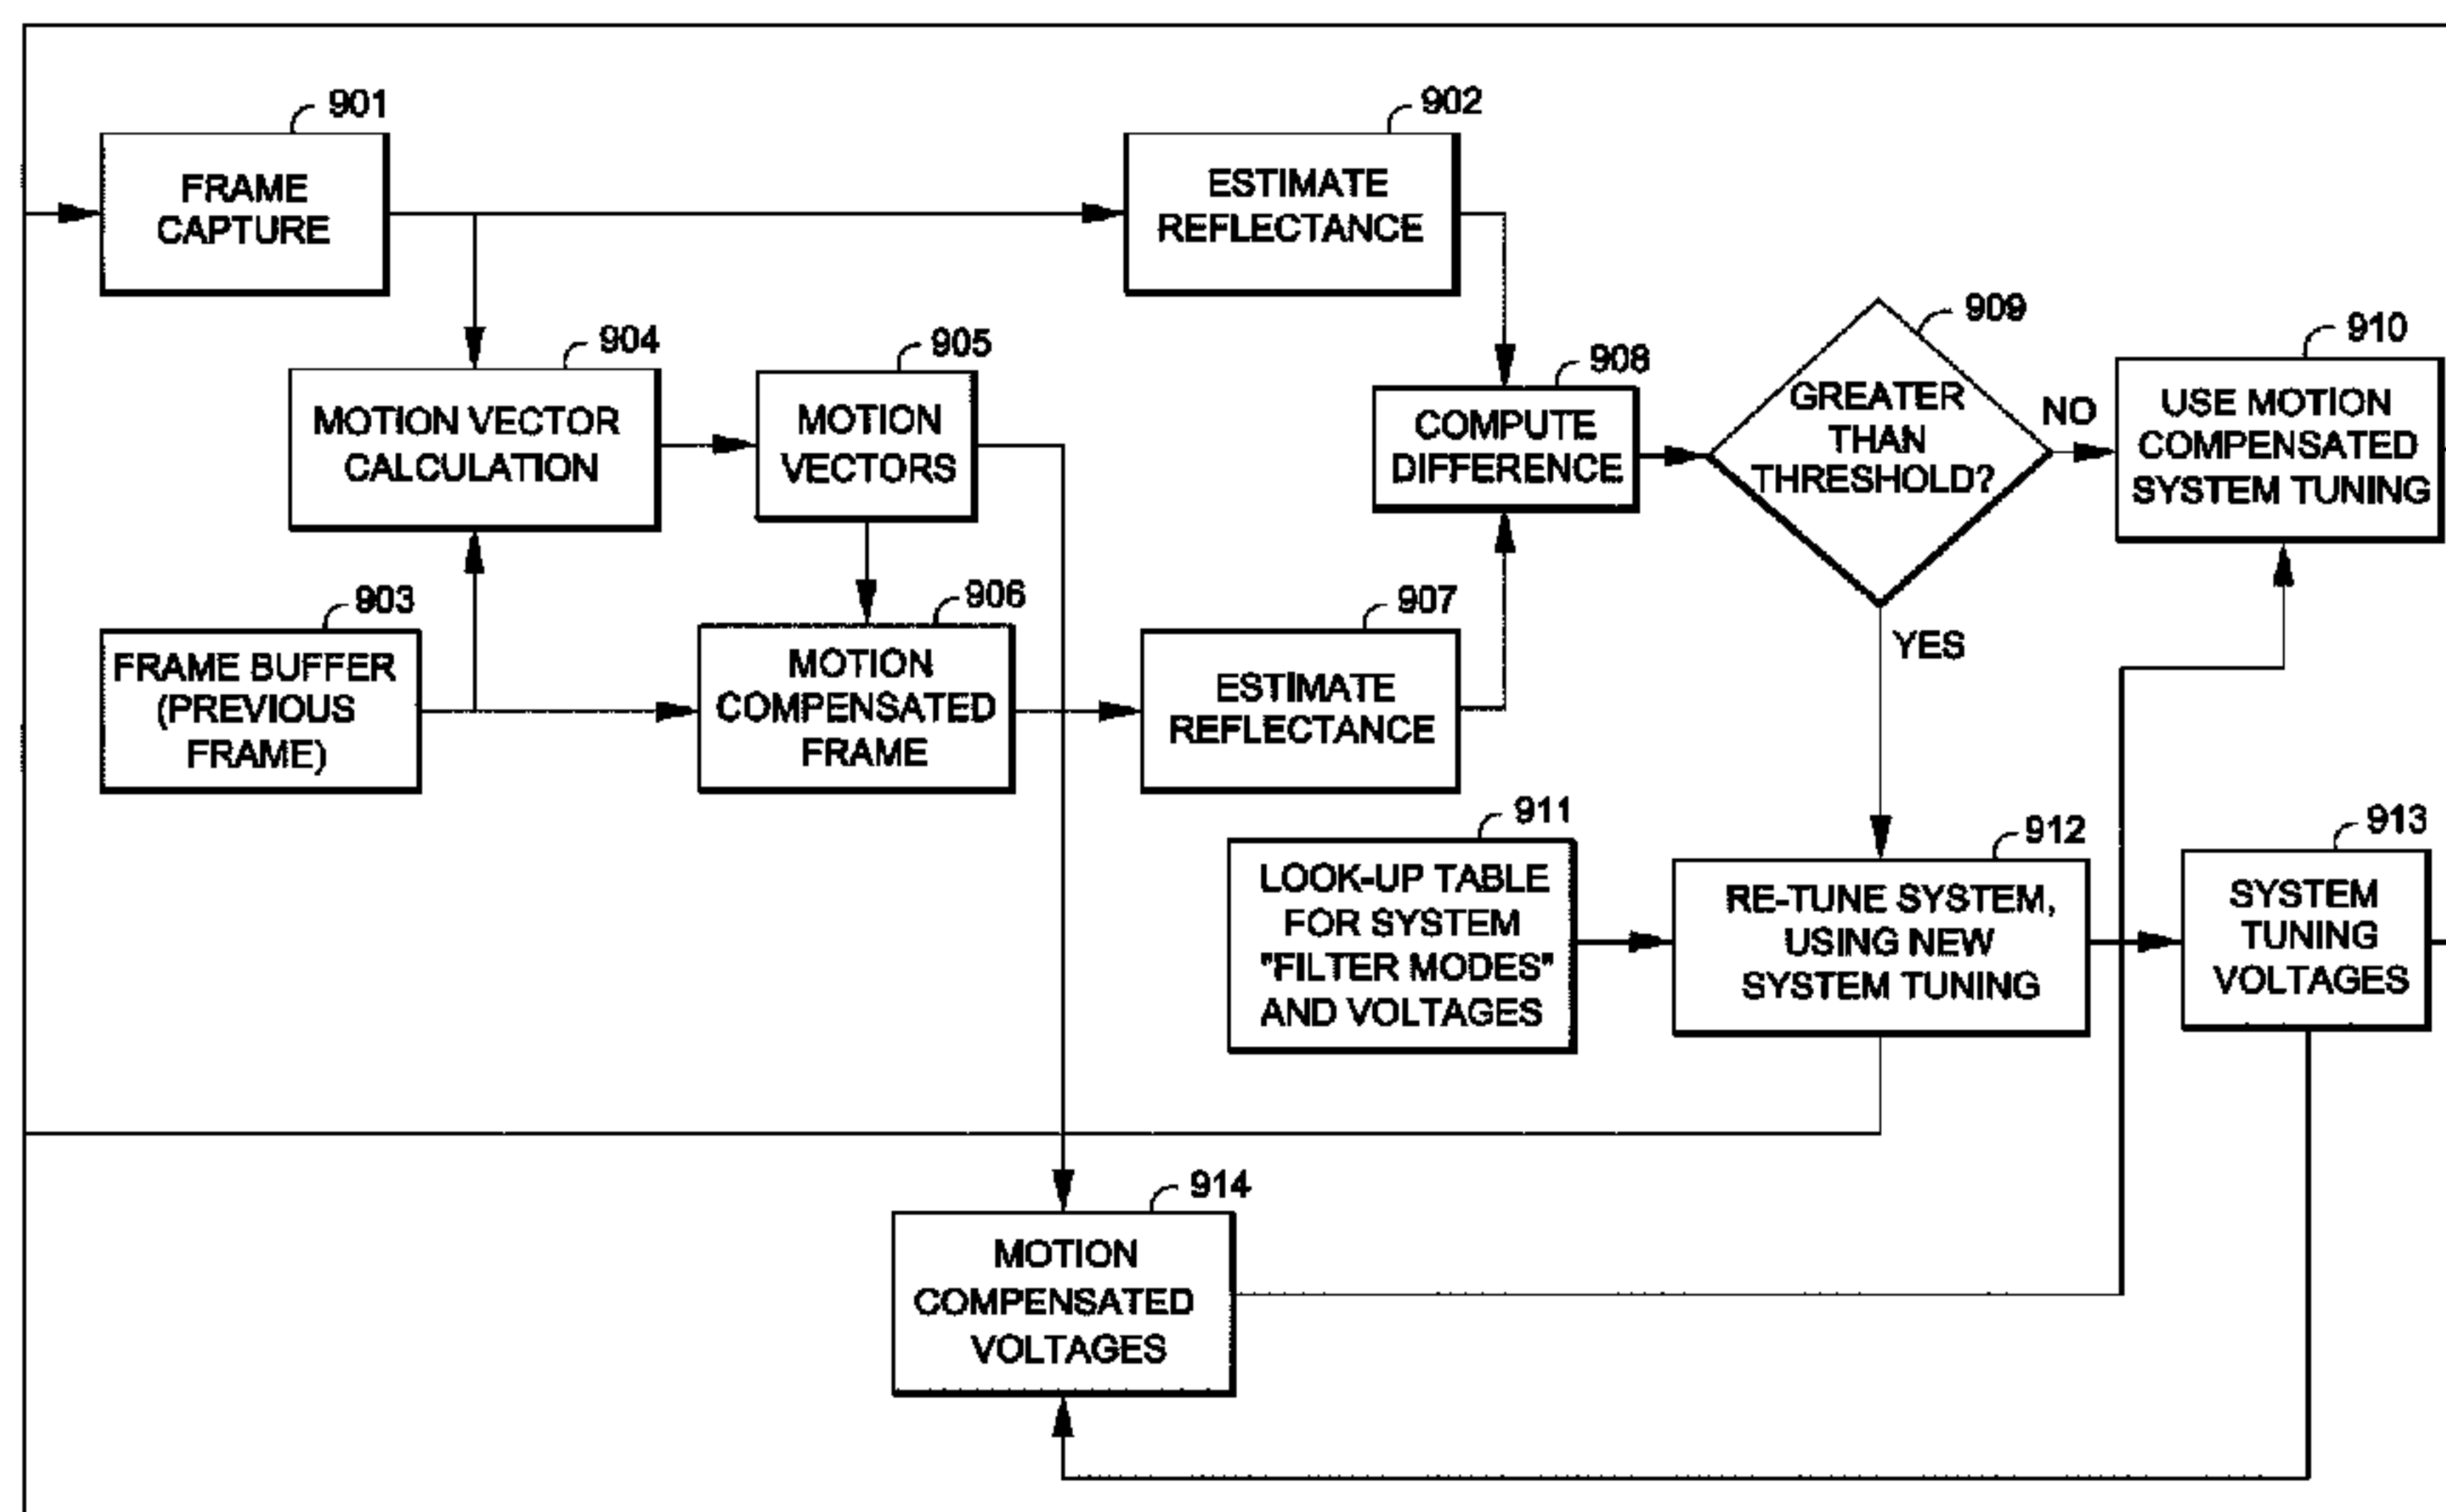 901
FRAME
CAPTURE
902
ESTIMATE
REFLECTANCE
904
MOTION VECTOR
CALCULATION
905
MOTION
VECTORS
908
COMPUTE
DIFFERENCE
909
GREATER
THAN
THRESHOLD?
NO
YES
910
USE MOTION
COMPENSATED
SYSTEM TUNING
903
FRAME BUFFER
(PREVIOUS
FRAME)
906
MOTION
COMPENSATED
FRAME
907
ESTIMATE
REFLECTANCE
911
LOOK-UP TABLE
FOR SYSTEM
"FILTER MODES"
AND VOLTAGES
912
RE-TUNE SYSTEM,
USING NEW
SYSTEM TUNING
913
SYSTEM
TUNING
VOLTAGES
914
MOTION
COMPENSATED
VOLTAGES